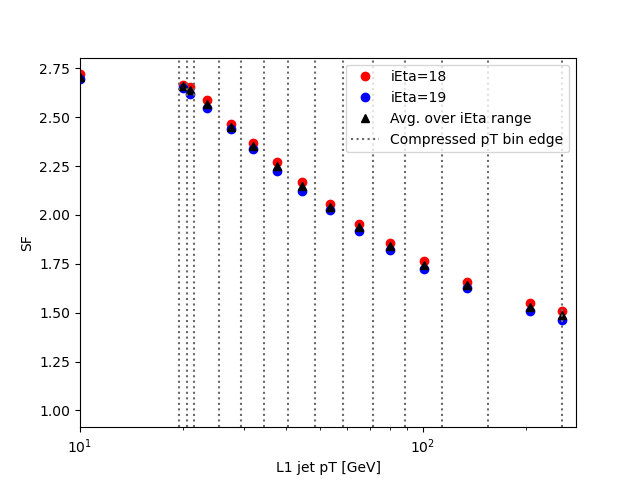 2.75
2.50
2.25
2.00
1.75
1.50
1.25
1.00
SF
iEta=18
iEta=19
Avg. over iEta range
Compressed pT bin edge
10¹
10²
L1 jet pT [GeV]